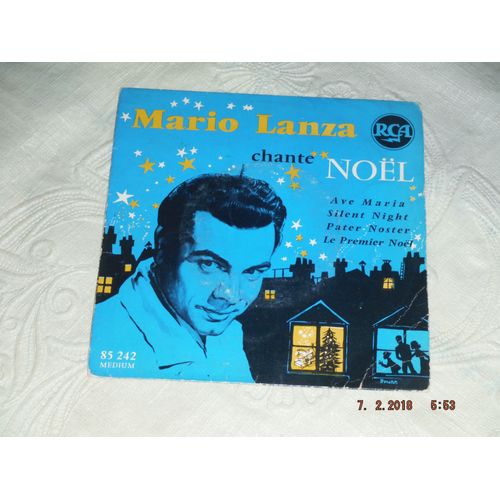 Mario Lanza
RCA
chante NOËL
Ave Maria
Silent Night
Pater Noster
Le Premier Noël
85 242
MEDIUM
7. 2.2018 5:53